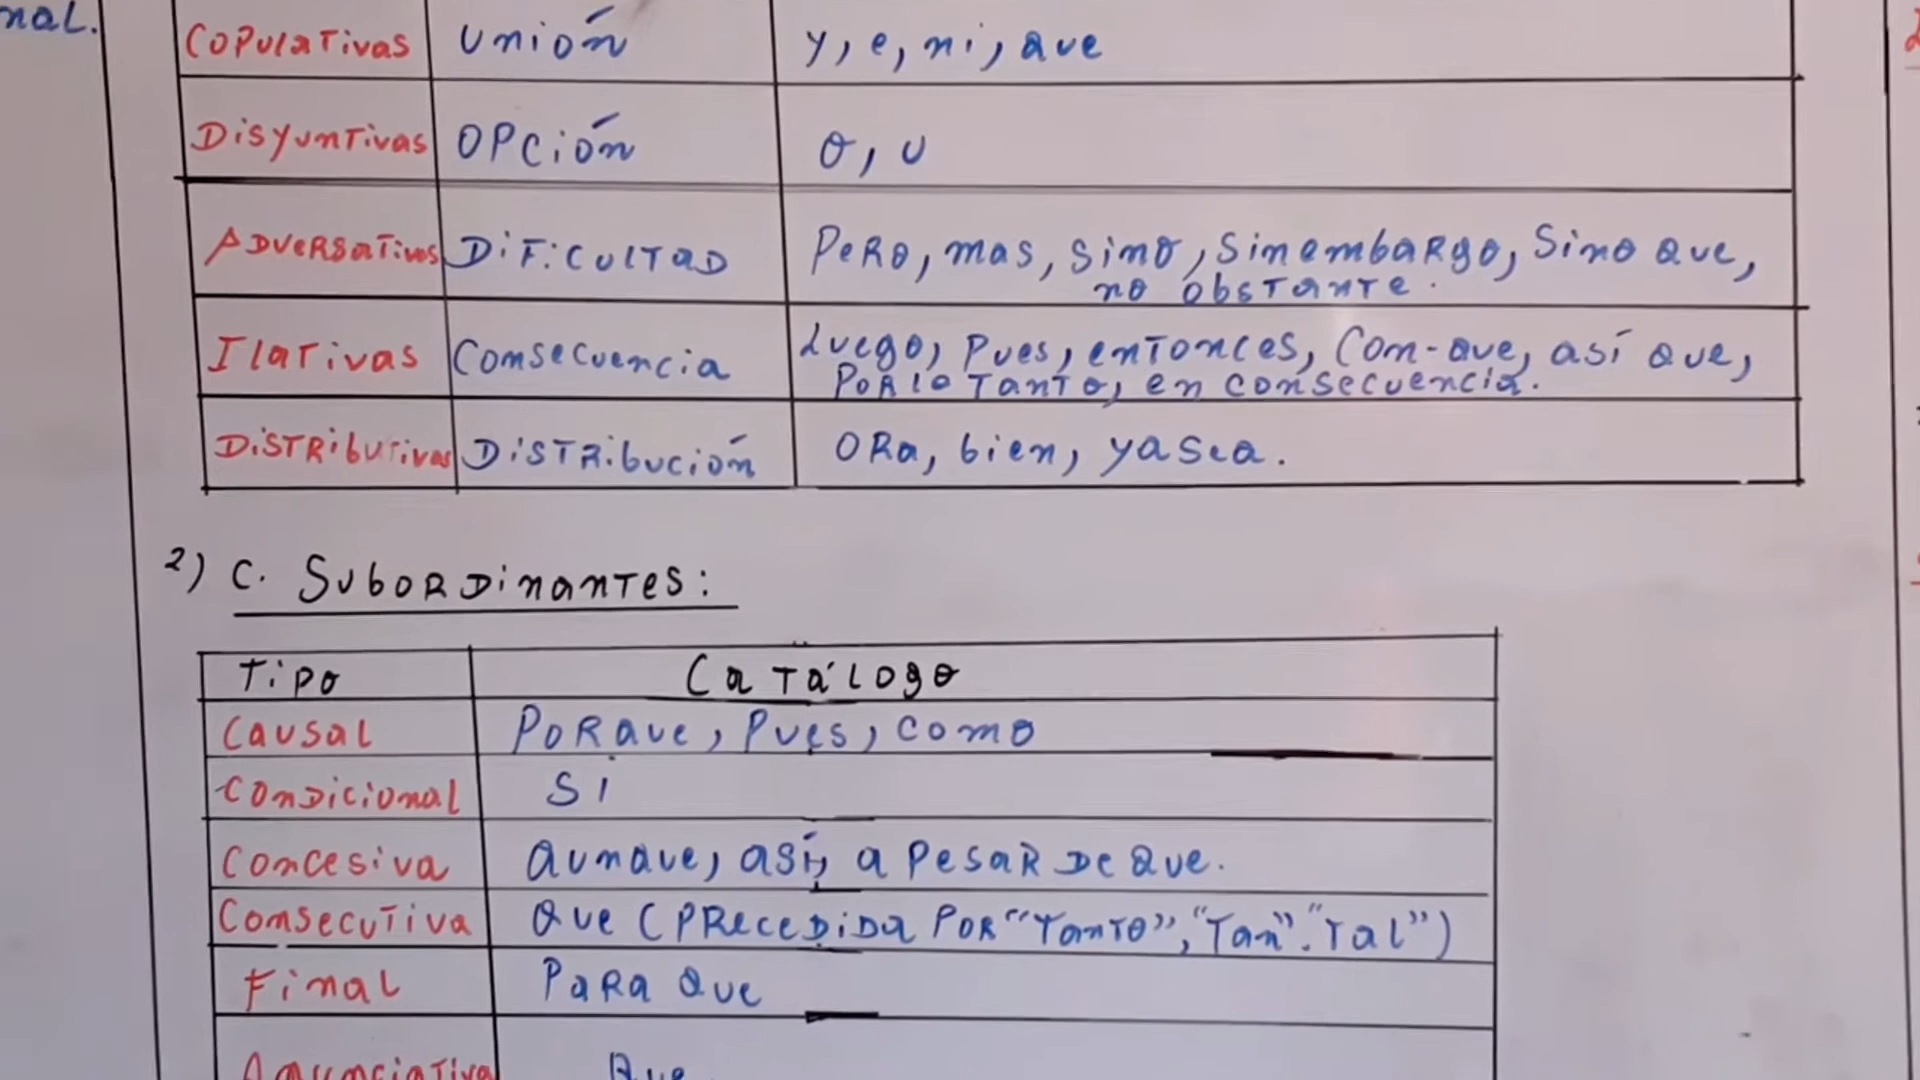 nal.
Copulativas unión y, e, ni, que
Disyuntivas opción o, u
Adversativas Dificultad Pero, mas, sino, sinembargo, sino que,
no obstante.
Ilativas Consecuencia Luego, pues, entonces, Con-que, así que,
por lo tanto, en consecuencia.
Distributivas Distribución Ora, bien, ya sea.
2) C. Subordinantes:
Tipo Catálogo
Causal Porque, Pues, como
Condicional si
Concesiva aunque, así, a pesar de que.
Consecutiva que (precedida por "Tanto", "Tan". "Tal")
Final Para que
Anunciativa Que